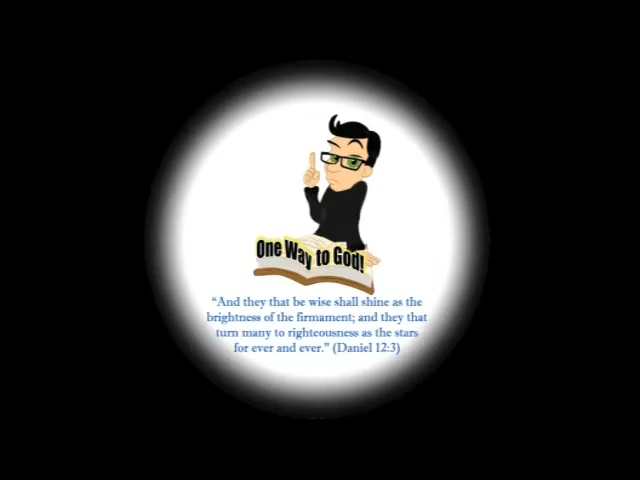 One Way to God!
“And they that be wise shall shine as the
brightness of the firmament; and they that
turn many to righteousness as the stars
for ever and ever.” (Daniel 12:3)